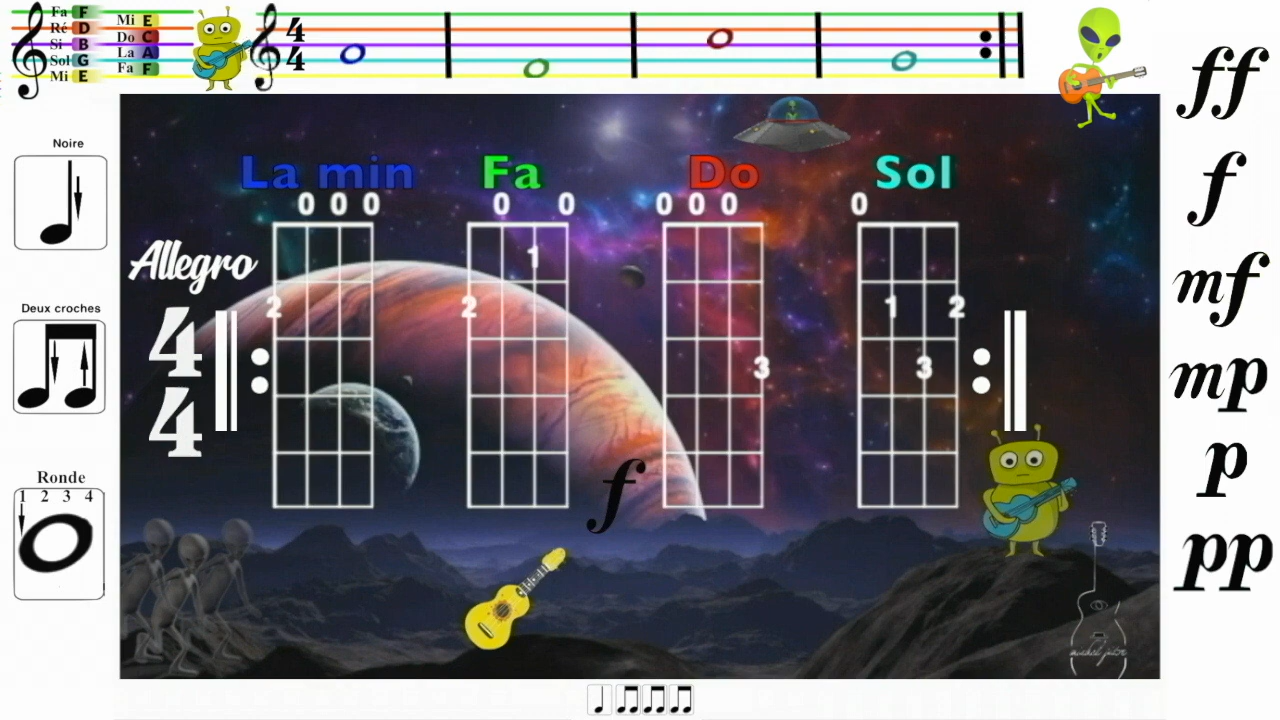 Fa F
Mi E
Ré D
Do C
Si B
La A
Sol G
Fa F
Mi E
4
4
Noire
Deux croches
Ronde
1 2 3 4
La min Fa Do Sol
0 0 0 0 0 0 0 0 0
Allegro
1
2 2 1 2
3 3
4
4
f
ff
f
mf
mp
p
pp